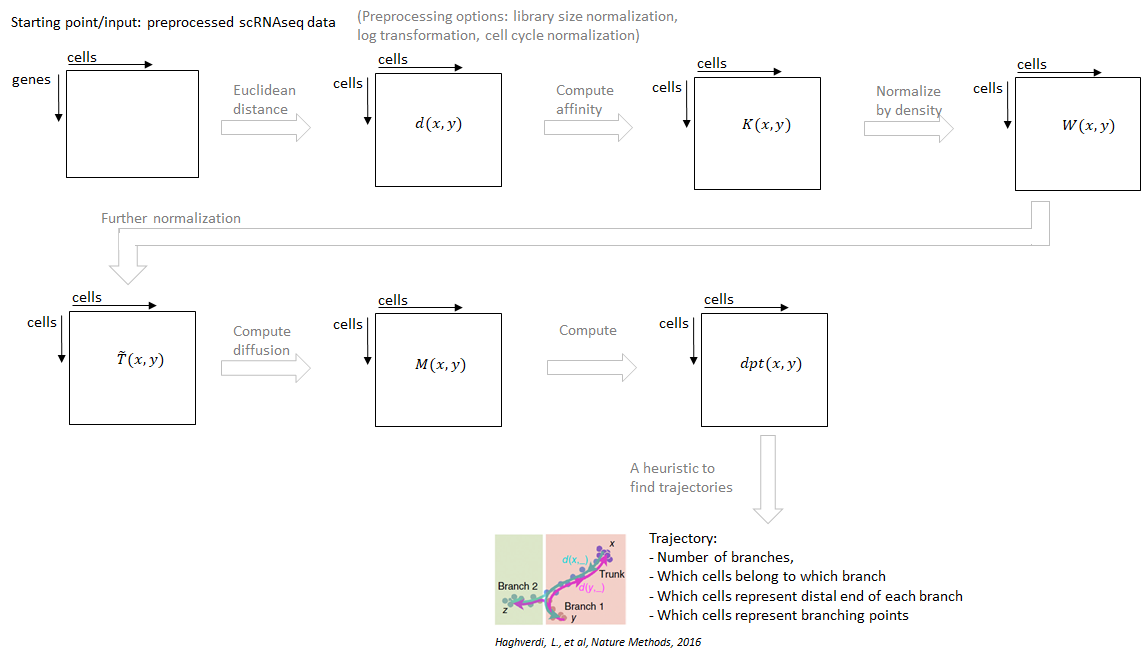 Starting point/input: preprocessed scRNAseq data
(Preprocessing options: library size normalization,
log transformation, cell cycle normalization)
cells
genes
Euclidean
distance
cells
cells
d(x, y)
Compute
affinity
cells
cells
K(x, y)
Normalize
by density
cells
cells
W(x, y)
Further normalization
cells
cells
T̃(x, y)
Compute
diffusion
cells
cells
M(x, y)
Compute
cells
cells
dpt(x, y)
A heuristic to
find trajectories
x
d(x,_)
Trunk
Branch 2
d(y,_)
z
Branch 1
y
Trajectory:
- Number of branches,
- Which cells belong to which branch
- Which cells represent distal end of each branch
- Which cells represent branching points
Haghverdi, L., et al, Nature Methods, 2016